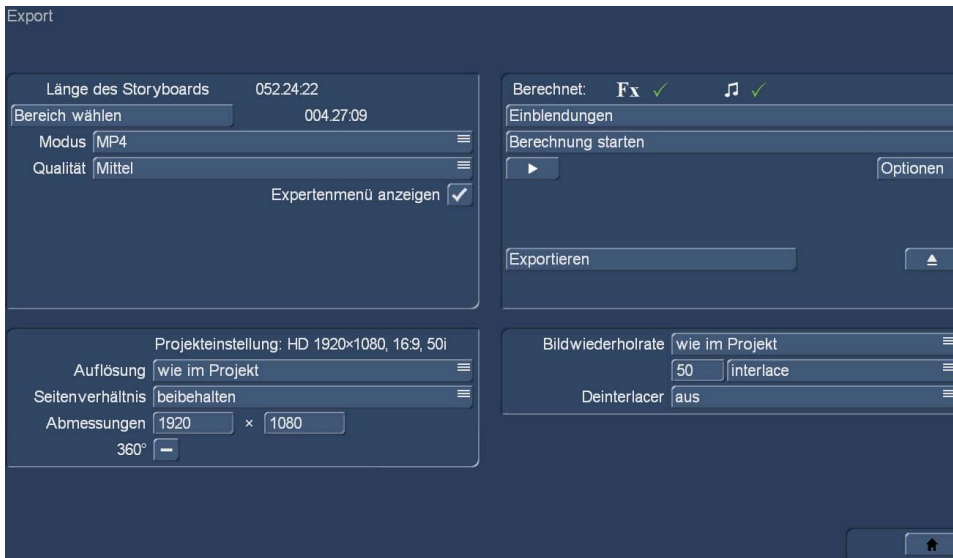 Export
Länge des Storyboards 052.24:22
Bereich wählen 004.27:09
Modus MP4
Qualität Mittel
Expertenmenü anzeigen
Berechnet: Fx
Einblendungen
Berechnung starten
Optionen
Exportieren
Projekteinstellung: HD 1920×1080, 16:9, 50i
Auflösung wie im Projekt
Seitenverhältnis beibehalten
Abmessungen 1920 × 1080
360°
Bildwiederholrate wie im Projekt
50 interlace
Deinterlacer aus